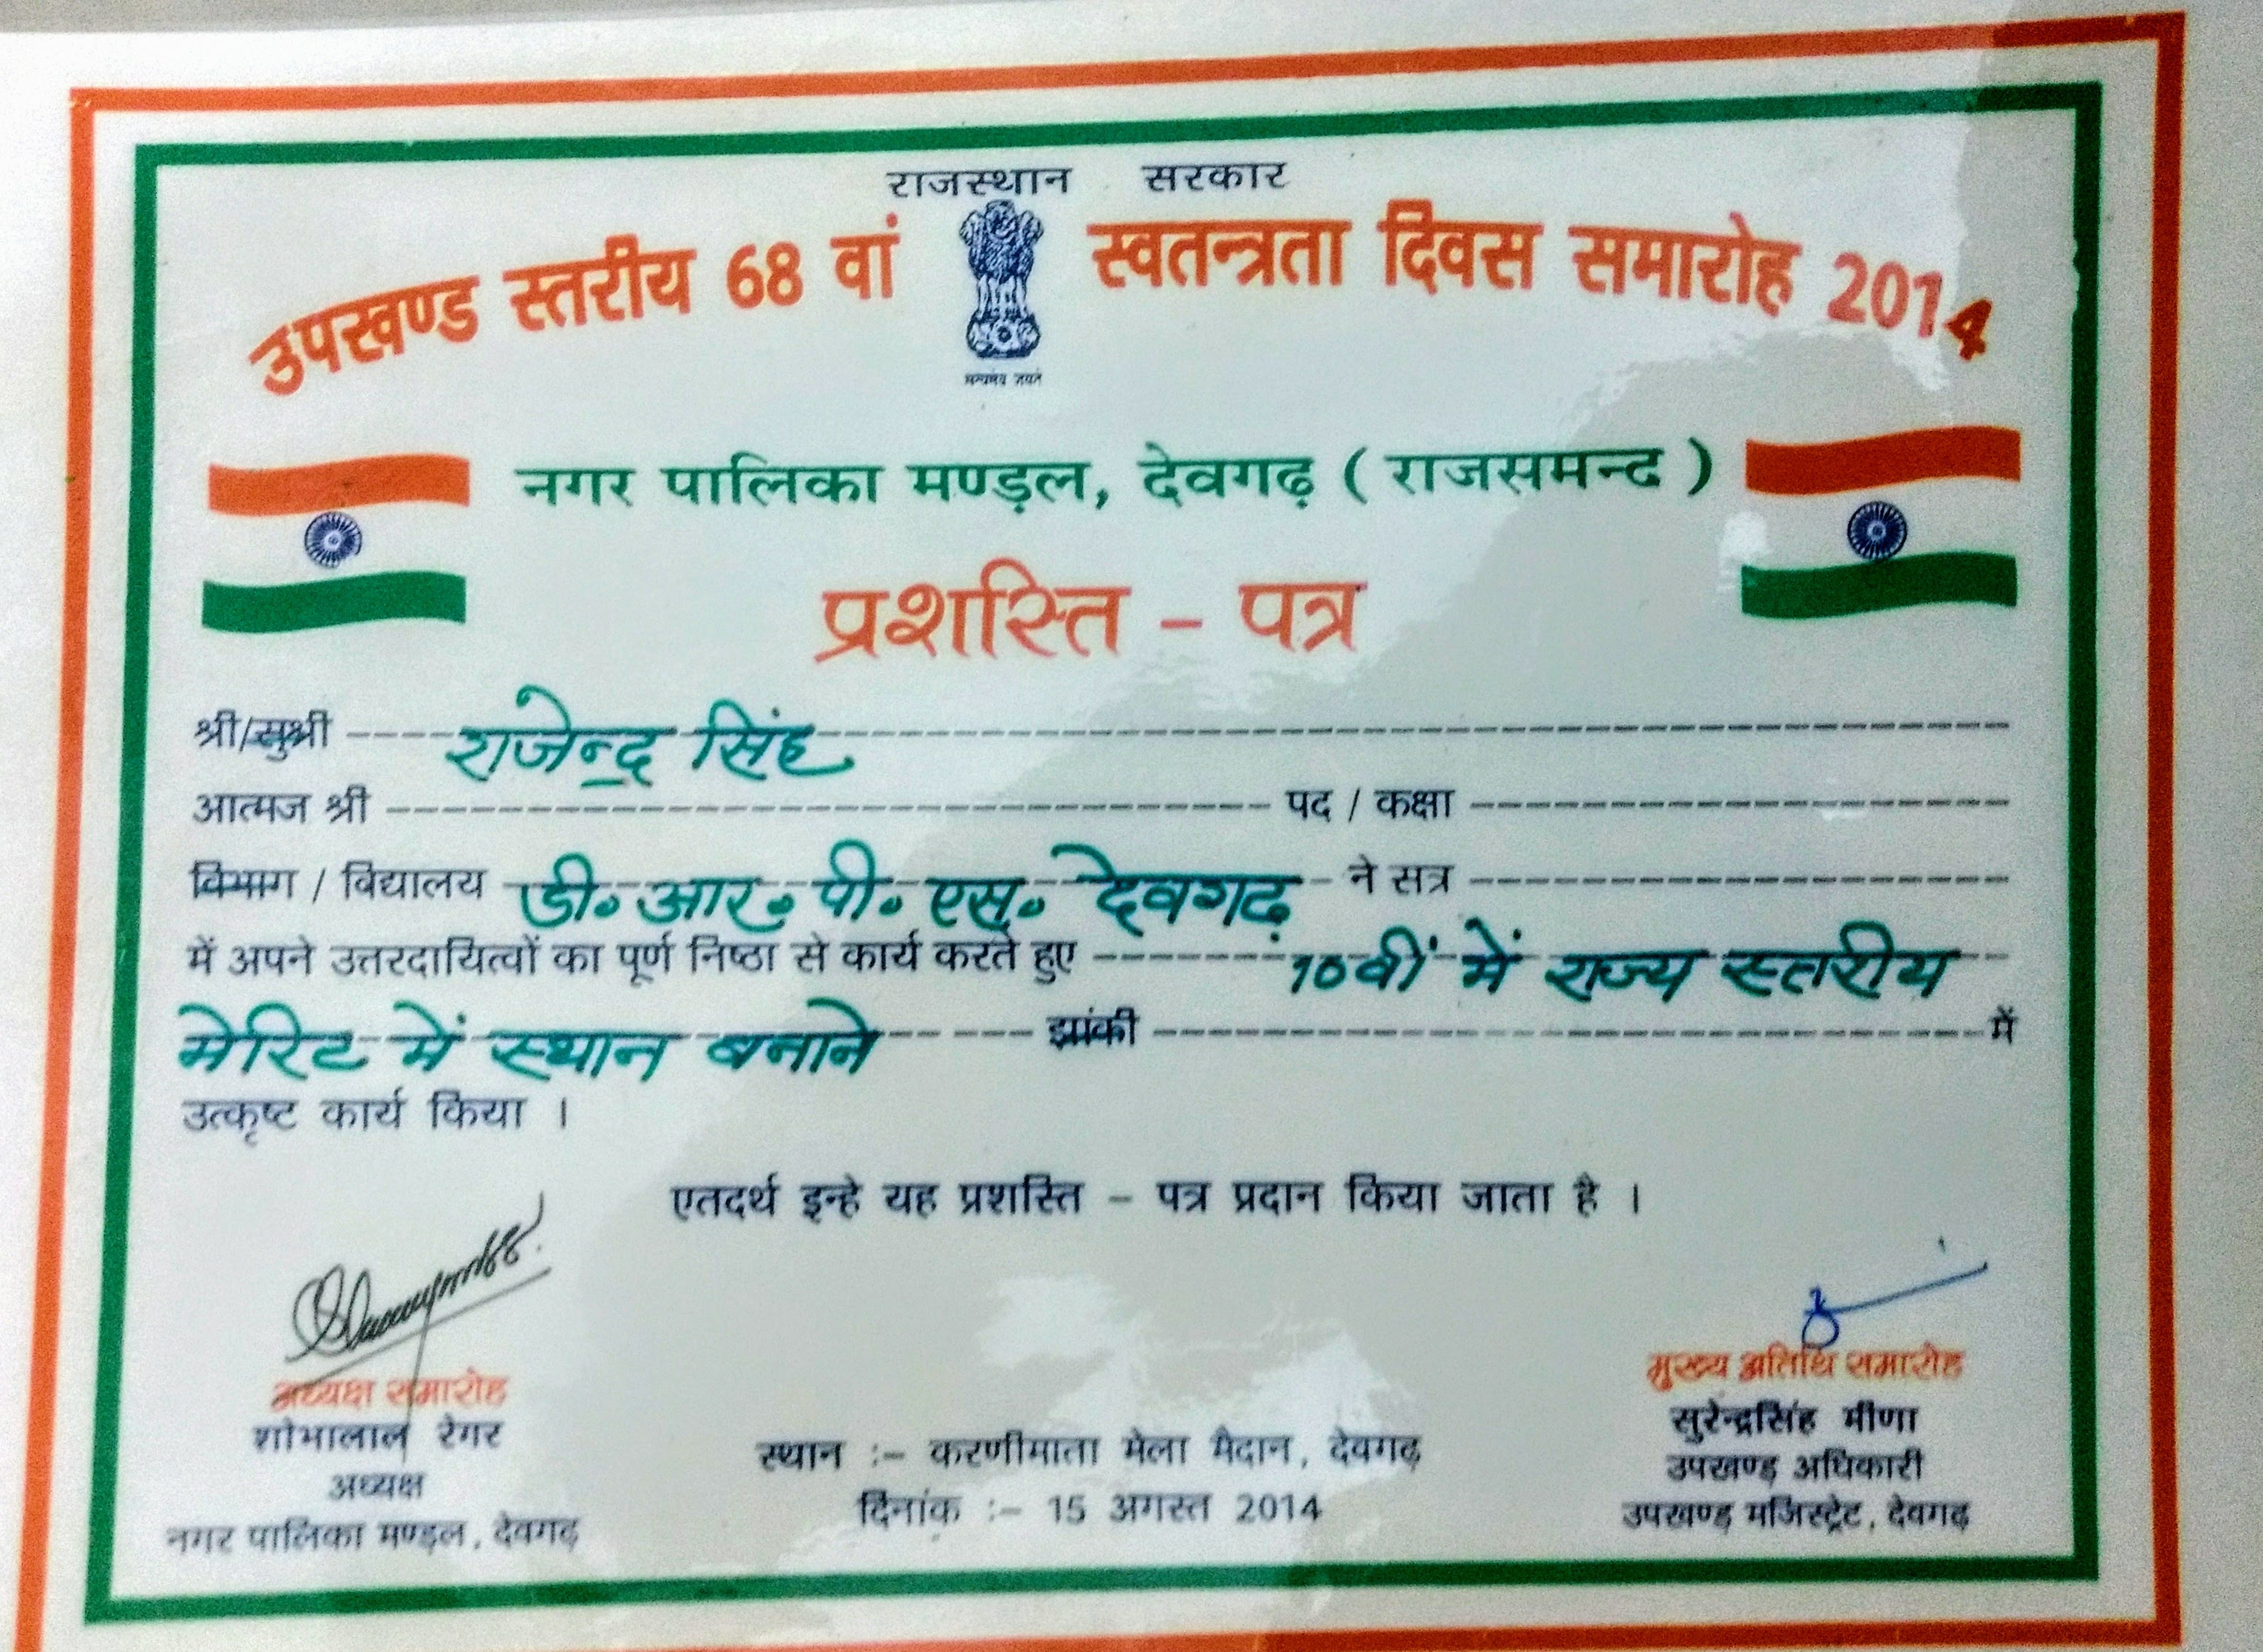 राजस्थान सरकार
उपखण्ड स्तरीय 68 वां स्वतन्त्रता दिवस समारोह 2014
सत्यमेव जयते
नगर पालिका मण्ड़ल, देवगढ़ ( राजसमन्द )
प्रशस्ति - पत्र
श्री/सुश्री राजेन्द्र सिंह
आत्मज श्री पद / कक्षा
विभाग / विद्यालय डी॰ आर॰ पी॰ एस॰ देवगढ़ ने सत्र
में अपने उत्तरदायित्वों का पूर्ण निष्ठा से कार्य करते हुए 10वीं में राज्य स्तरीय
मेरिट में स्थान बनाने झांकी में
उत्कृष्ट कार्य किया ।
एतदर्थ इन्हे यह प्रशस्ति - पत्र प्रदान किया जाता है ।
अध्यक्ष समारोह
शोभालाल रेगर
अध्यक्ष
नगर पालिका मण्ड़ल, देवगढ़
स्थान :- करणीमाता मेला मैदान, देवगढ़
दिनांक :- 15 अगस्त 2014
मुख्य अतिथि समारोह
सुरेन्द्रसिंह मीणा
उपखण्ड़ अधिकारी
उपखण्ड़ मजिस्ट्रेट, देवगढ़